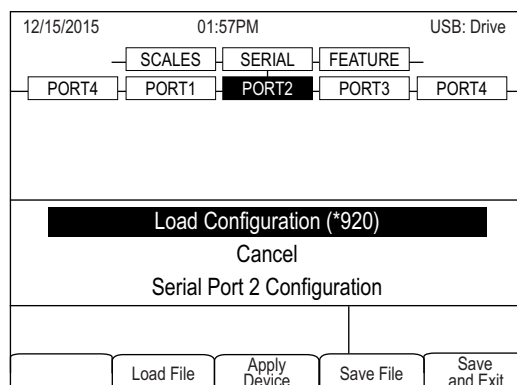 12/15/2015 01:57PM USB: Drive
SCALES SERIAL FEATURE
PORT4 PORT1 PORT2 PORT3 PORT4
Load Configuration (*920)
Cancel
Serial Port 2 Configuration
Load File Apply Device Save File Save and Exit